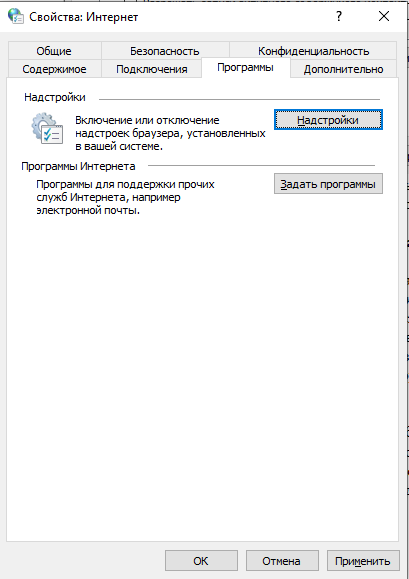 Свойства: Интернет
?
Общие
Безопасность
Конфиденциальность
Содержимое
Подключения
Программы
Дополнительно
Надстройки
Включение или отключение
надстроек браузера, установленных
в вашей системе.
Надстройки
Программы Интернета
Программы для поддержки прочих
служб Интернета, например
электронной почты.
Задать программы
ОК
Отмена
Применить